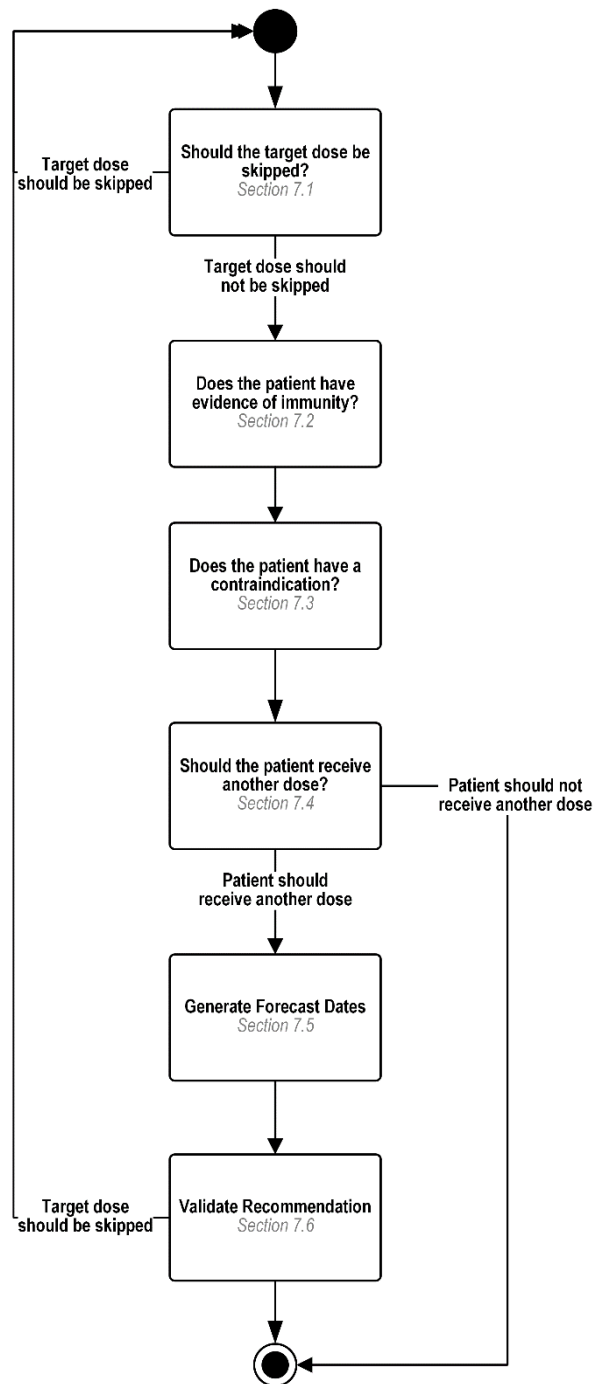 Should the target dose be
skipped?
Section 7.1
Target dose
should be skipped
Target dose should
not be skipped
Does the patient have
evidence of immunity?
Section 7.2
Does the patient have a
contraindication?
Section 7.3
Should the patient receive
another dose?
Section 7.4
Patient should not
receive another dose
Patient should
receive another dose
Generate Forecast Dates
Section 7.5
Validate Recommendation
Section 7.6
Target dose
should be skipped